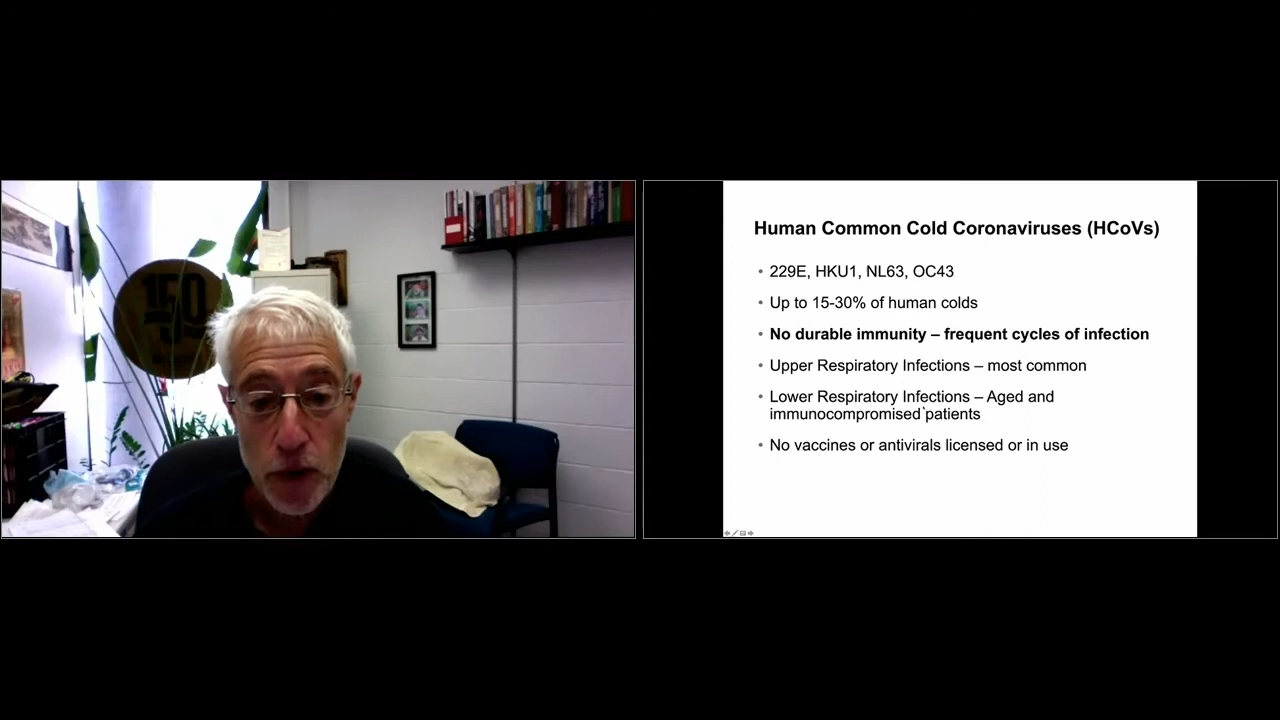 150
Human Common Cold Coronaviruses (HCoVs)
• 229E, HKU1, NL63, OC43
• Up to 15-30% of human colds
• No durable immunity – frequent cycles of infection
• Upper Respiratory Infections – most common
• Lower Respiratory Infections – Aged and
immunocompromised patients
• No vaccines or antivirals licensed or in use